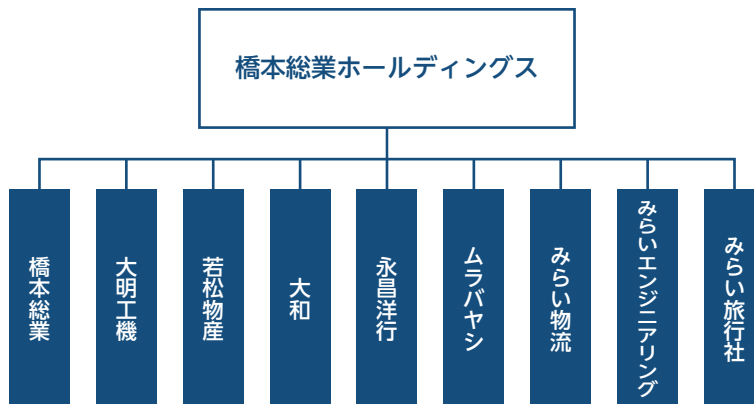 橋本総業ホールディングス
橋本総業
大明工機
若松物産
大和
永昌洋行
ムラバヤシ
みらい物流
みらいエンジニアリング
みらい旅行社